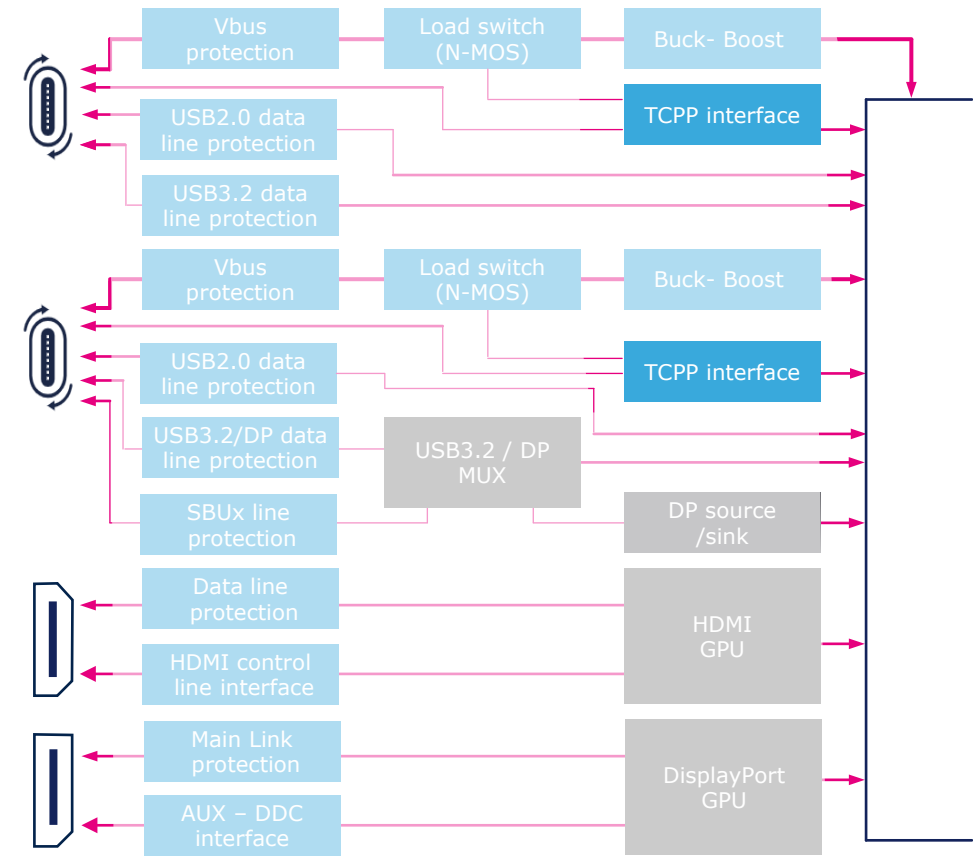 Vbus
protection
Load switch
(N-MOS)
Buck- Boost
TCPP interface
USB2.0 data
line protection
USB3.2 data
line protection
Vbus
protection
Load switch
(N-MOS)
Buck- Boost
TCPP interface
USB2.0 data
line protection
USB3.2/DP data
line protection
USB3.2 / DP
MUX
SBUx line
protection
DP source
/sink
Data line
protection
HDMI
GPU
HDMI control
line interface
Main Link
protection
DisplayPort
GPU
AUX – DDC
interface